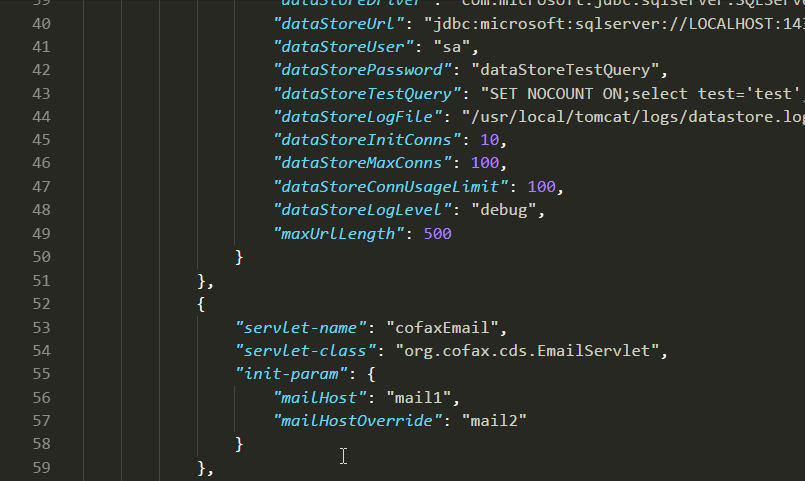 39 "dataStoreDriver": "com.microsoft.jdbc.sqlserver.SQLServe
40 "dataStoreUrl": "jdbc:microsoft:sqlserver://LOCALHOST:143
41 "dataStoreUser": "sa",
42 "dataStorePassword": "dataStoreTestQuery",
43 "dataStoreTestQuery": "SET NOCOUNT ON;select test='test'
44 "dataStoreLogFile": "/usr/local/tomcat/logs/datastore.log
45 "dataStoreInitConns": 10,
46 "dataStoreMaxConns": 100,
47 "dataStoreConnUsageLimit": 100,
48 "dataStoreLogLevel": "debug",
49 "maxUrlLength": 500
50 }
51 },
52 {
53 "servlet-name": "cofaxEmail",
54 "servlet-class": "org.cofax.cds.EmailServlet",
55 "init-param": {
56 "mailHost": "mail1",
57 "mailHostOverride": "mail2"
58 }
59 },